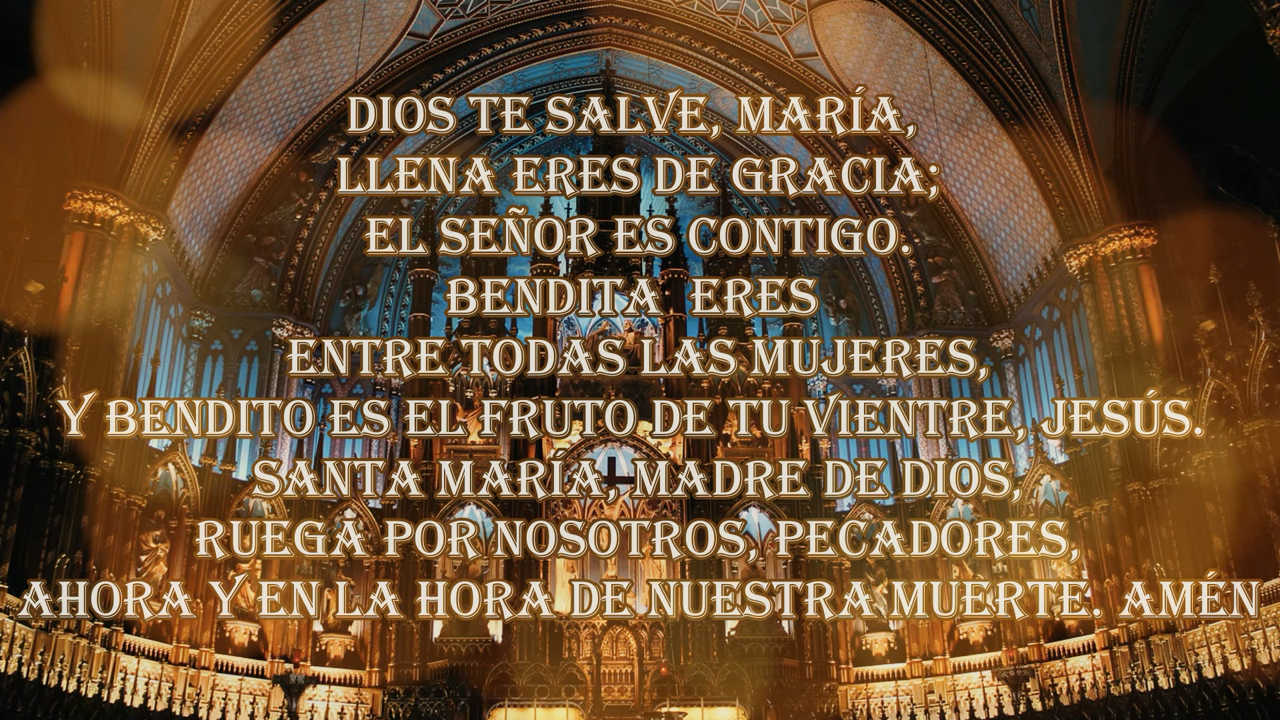 DIOS TE SALVE, MARÍA,
LLENA ERES DE GRACIA;
EL SEÑOR ES CONTIGO.
BENDITA  ERES
ENTRE TODAS LAS MUJERES,
Y BENDITO ES EL FRUTO DE TU VIENTRE, JESÚS.
SANTA MARÍA, MADRE DE DIOS,
RUEGA POR NOSOTROS, PECADORES,
AHORA Y EN LA HORA DE NUESTRA MUERTE. AMÉN